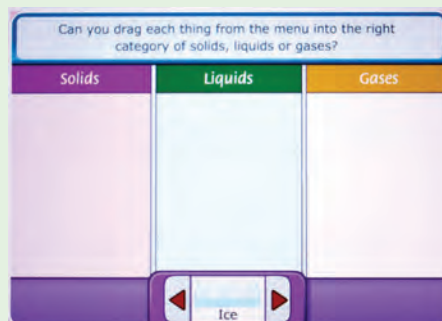 Can you drag each thing from the menu into the right
category of solids, liquids or gases?
Solids
Liquids
Gases
Ice